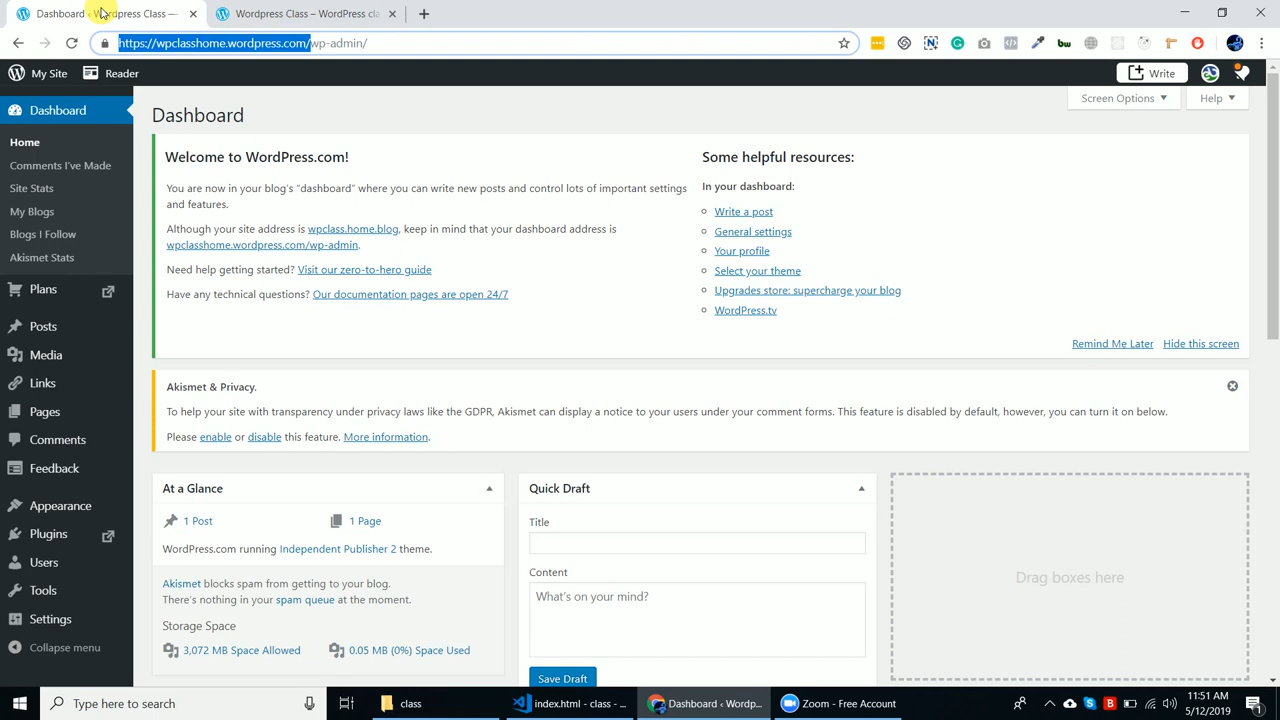 Dashboard ‹ Wordpress Class —
Wordpress Class – WordPress cla
https://wpclasshome.wordpress.com/wp-admin/
My Site
Reader
Write
Dashboard
Home
Comments I've Made
Site Stats
My Blogs
Blogs I Follow
Akismet Stats
Plans
Posts
Media
Links
Pages
Comments
Feedback
Appearance
Plugins
Users
Tools
Settings
Collapse menu
Screen Options
Help
Dashboard
Welcome to WordPress.com!
You are now in your blog's “dashboard” where you can write new posts and control lots of important settings
and features.
Although your site address is wpclass.home.blog, keep in mind that your dashboard address is
wpclasshome.wordpress.com/wp-admin.
Need help getting started? Visit our zero-to-hero guide
Have any technical questions? Our documentation pages are open 24/7
Some helpful resources:
In your dashboard:
Write a post
General settings
Your profile
Select your theme
Upgrades store: supercharge your blog
WordPress.tv
Remind Me Later Hide this screen
Akismet & Privacy.
To help your site with transparency under privacy laws like the GDPR, Akismet can display a notice to your users under your comment forms. This feature is disabled by default, however, you can turn it on below.
Please enable or disable this feature. More information.
At a Glance
1 Post
1 Page
WordPress.com running Independent Publisher 2 theme.
Akismet blocks spam from getting to your blog.
There's nothing in your spam queue at the moment.
Storage Space
3,072 MB Space Allowed
0.05 MB (0%) Space Used
Quick Draft
Title
Content
What's on your mind?
Save Draft
Drag boxes here
Type here to search
class
index.html - class - ...
Dashboard ‹ Wordp...
Zoom - Free Account
11:51 AM
5/12/2019